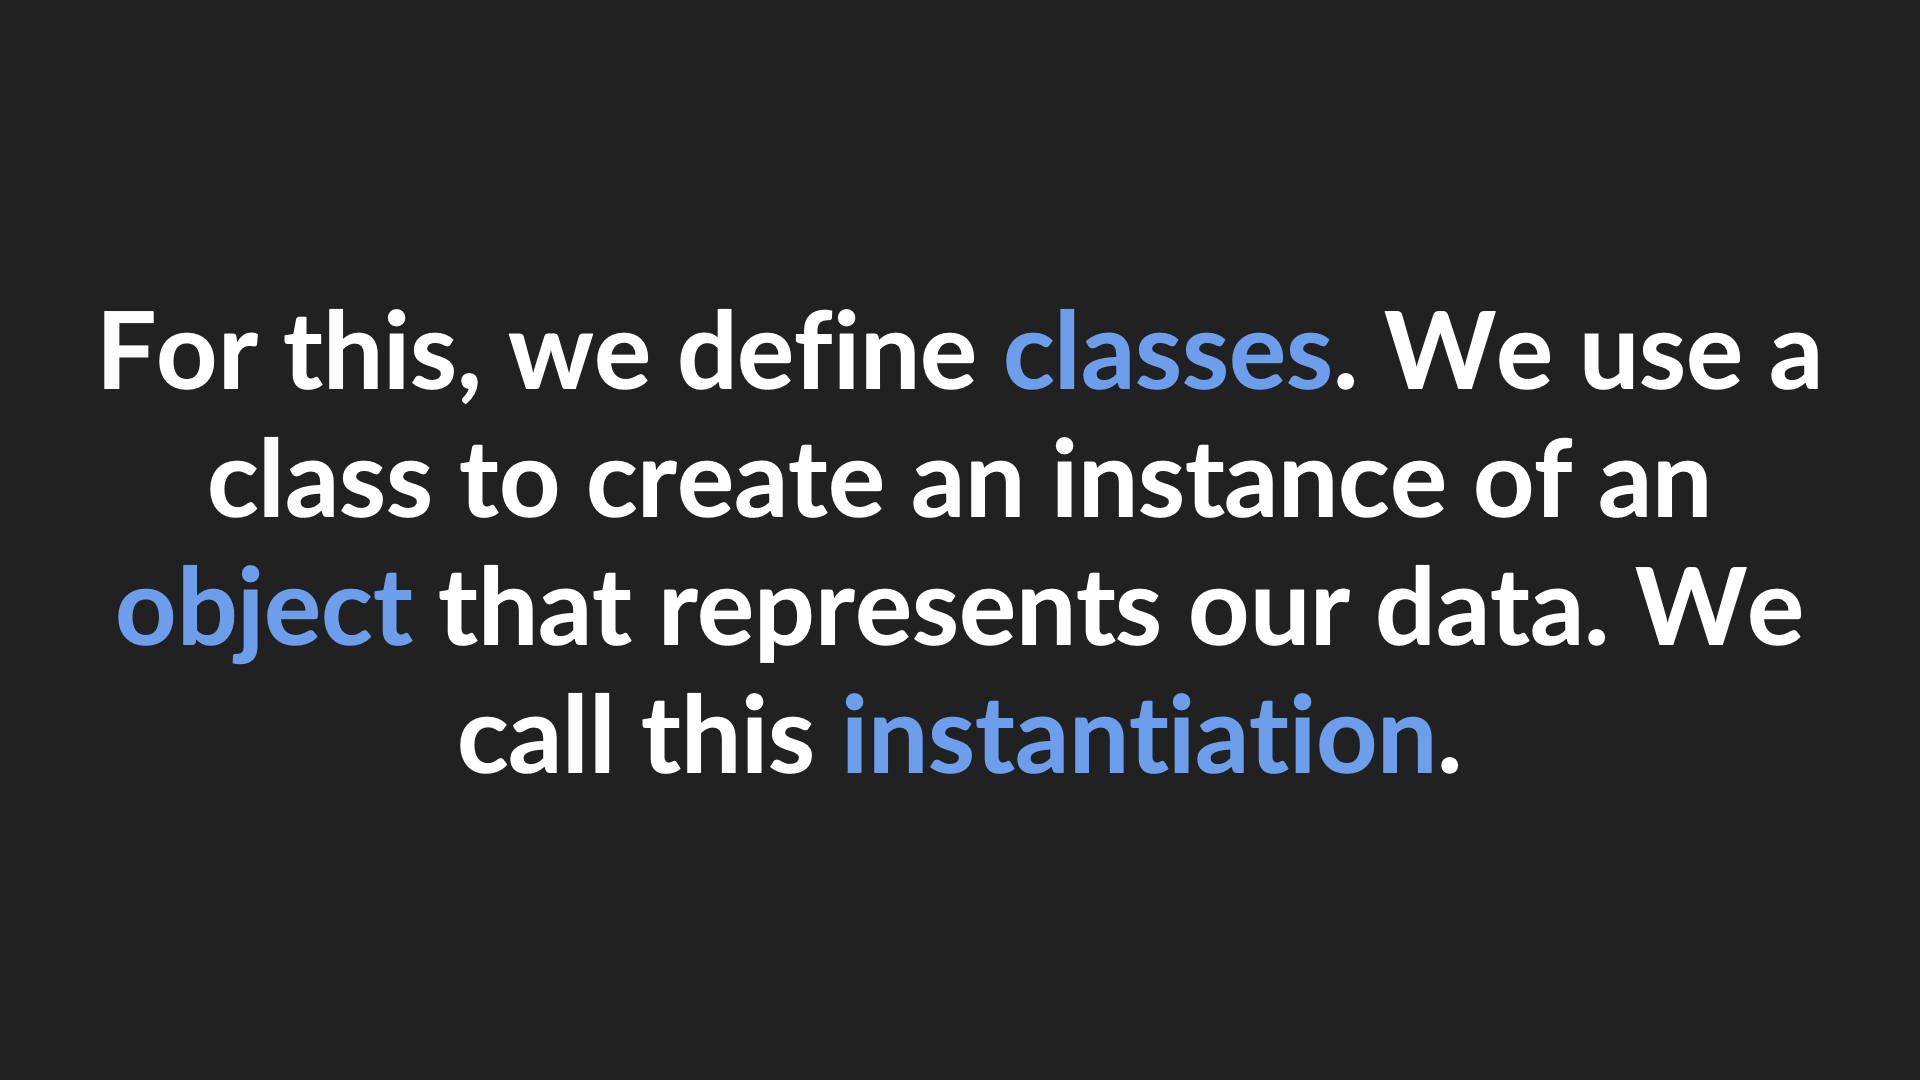 For this, we define classes. We use a
class to create an instance of an
object that represents our data. We
call this instantiation.